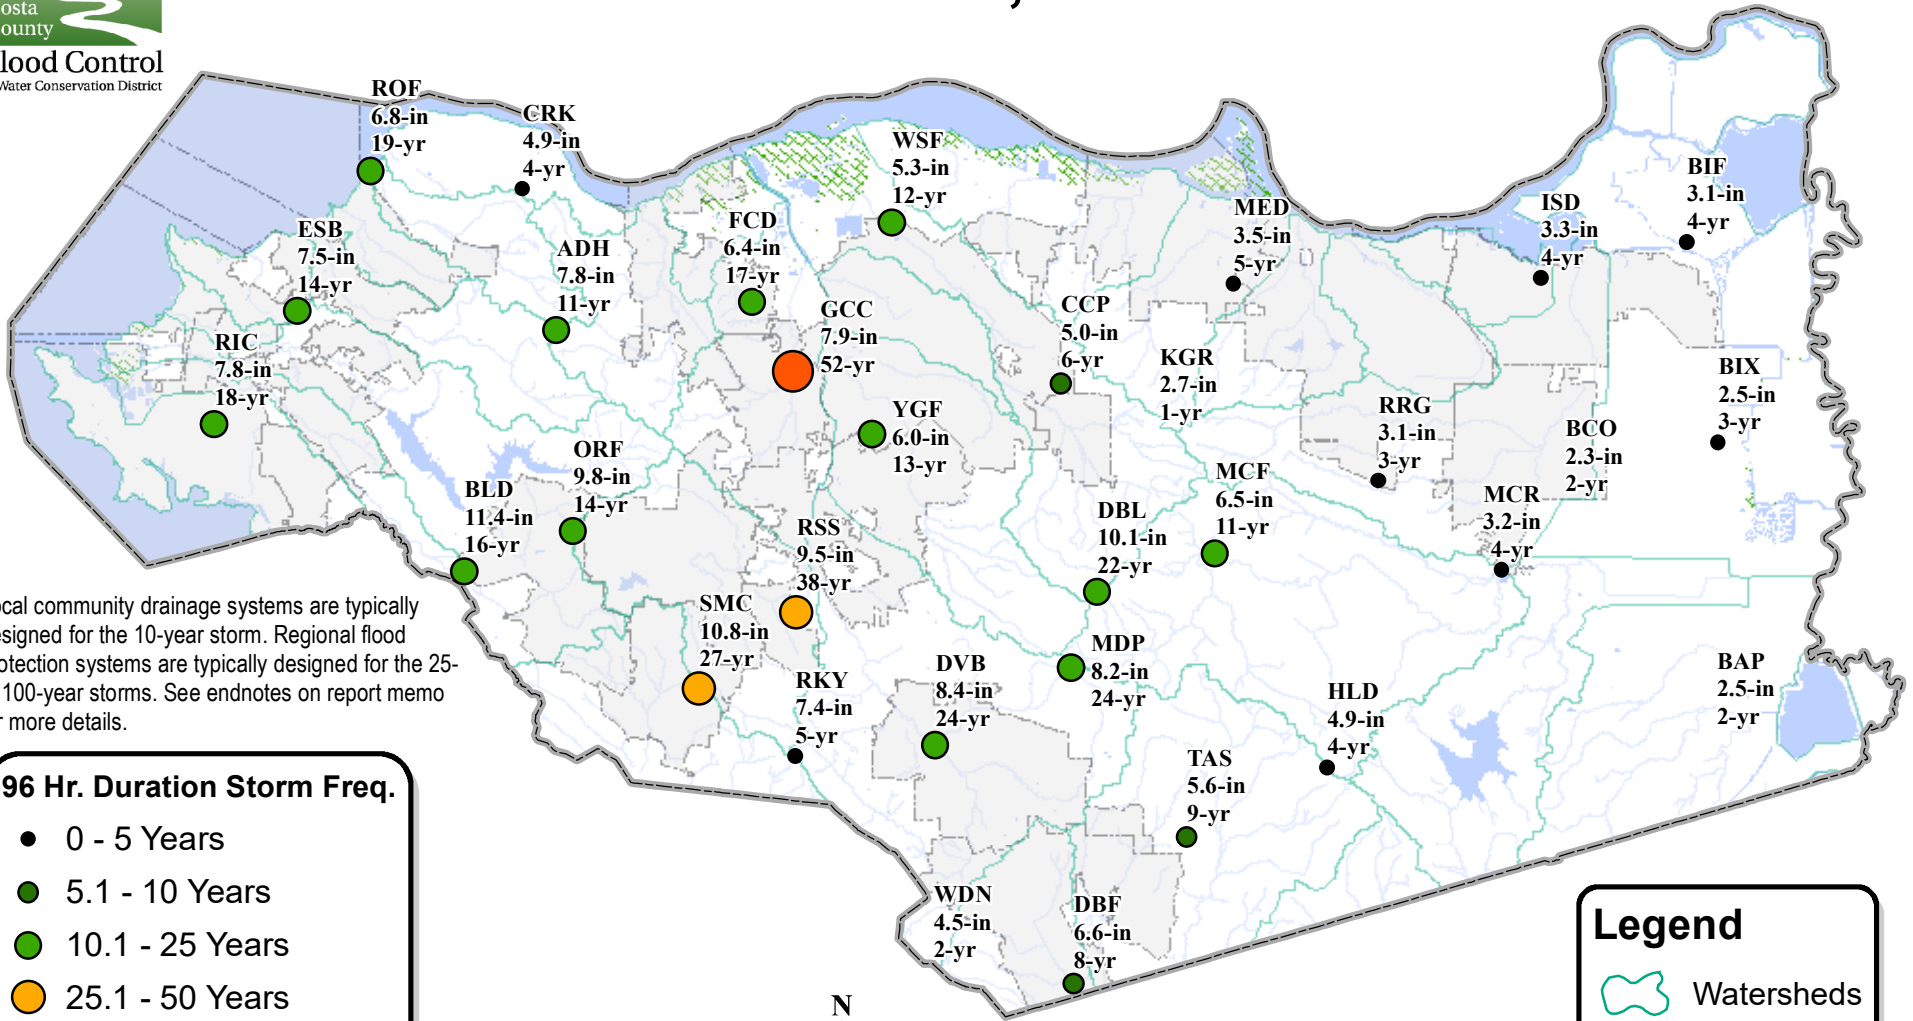 osta
ounty
lood Control
Water Conservation District
ROF
6.8-in
19-yr
CRK
4.9-in
4-yr
WSF
5.3-in
12-yr
BIF
3.1-in
4-yr
ISD
3.3-in
4-yr
MED
3.5-in
5-yr
FCD
6.4-in
17-yr
ESB
7.5-in
14-yr
ADH
7.8-in
11-yr
GCC
7.9-in
52-yr
CCP
5.0-in
6-yr
RIC
7.8-in
18-yr
KGR
2.7-in
1-yr
BIX
2.5-in
3-yr
YGF
6.0-in
13-yr
RRG
3.1-in
3-yr
BCO
2.3-in
2-yr
ORF
9.8-in
14-yr
BLD
11.4-in
16-yr
MCF
6.5-in
11-yr
MCR
3.2-in
4-yr
DBL
10.1-in
22-yr
RSS
9.5-in
38-yr
SMC
10.8-in
27-yr
MDP
8.2-in
24-yr
DVB
8.4-in
24-yr
RKY
7.4-in
5-yr
HLD
4.9-in
4-yr
BAP
2.5-in
2-yr
TAS
5.6-in
9-yr
WDN
4.5-in
2-yr
DBF
6.6-in
8-yr
ocal community drainage systems are typically
esigned for the 10-year storm. Regional flood
otection systems are typically designed for the 25-
100-year storms. See endnotes on report memo
r more details.
96 Hr. Duration Storm Freq.
0 - 5 Years
5.1 - 10 Years
10.1 - 25 Years
25.1 - 50 Years
N
Legend
Watersheds